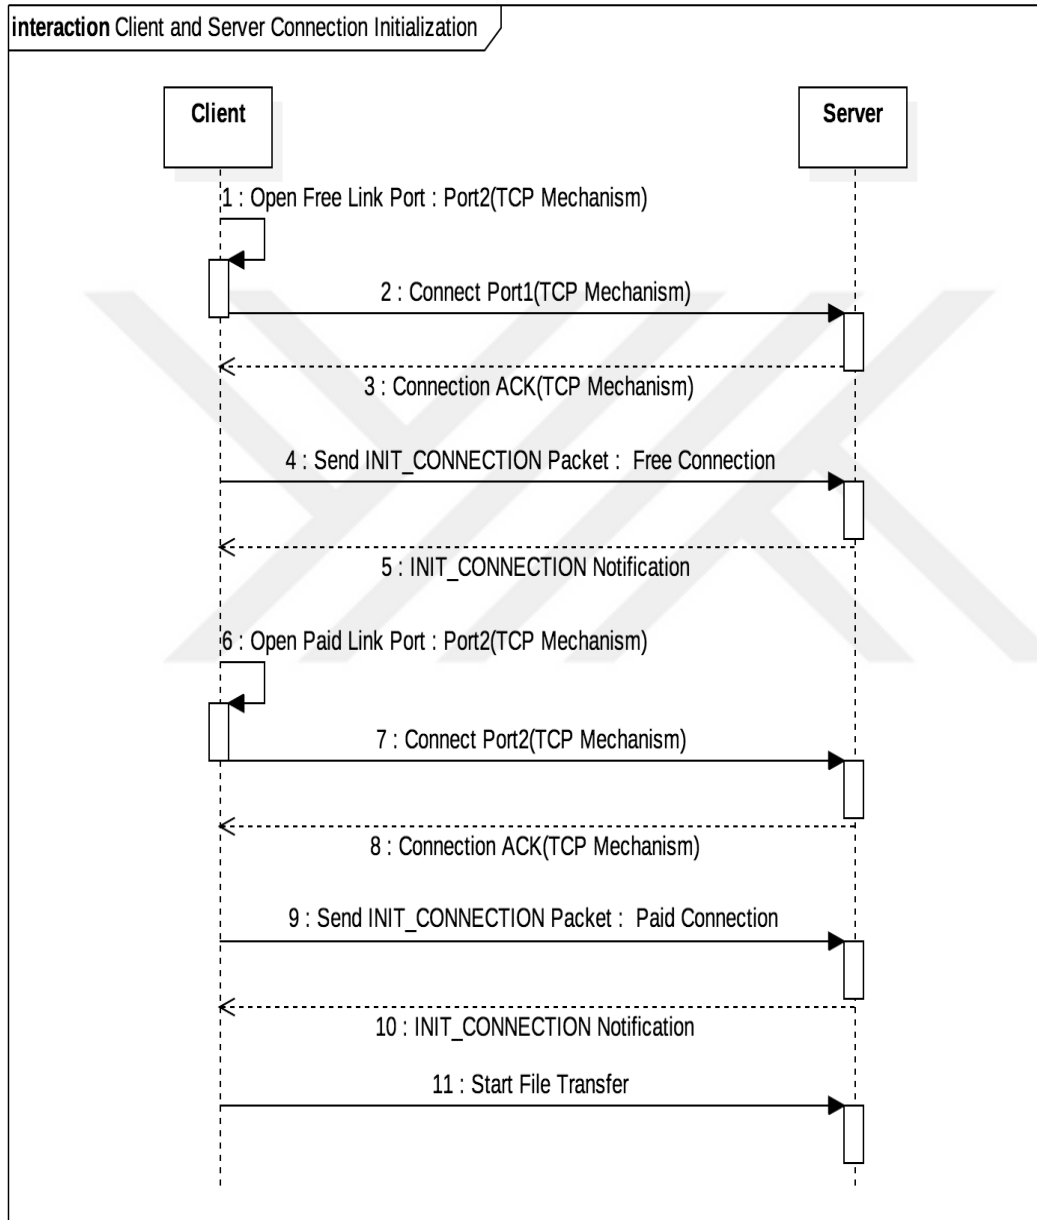 interaction Client and Server Connection Initialization
Client
Server
1 : Open Free Link Port : Port2(TCP Mechanism)
2 : Connect Port1(TCP Mechanism)
3 : Connection ACK(TCP Mechanism)
4 : Send INIT_CONNECTION Packet :  Free Connection
5 : INIT_CONNECTION Notification
6 : Open Paid Link Port : Port2(TCP Mechanism)
7 : Connect Port2(TCP Mechanism)
8 : Connection ACK(TCP Mechanism)
9 : Send INIT_CONNECTION Packet :  Paid Connection
10 : INIT_CONNECTION Notification
11 : Start File Transfer